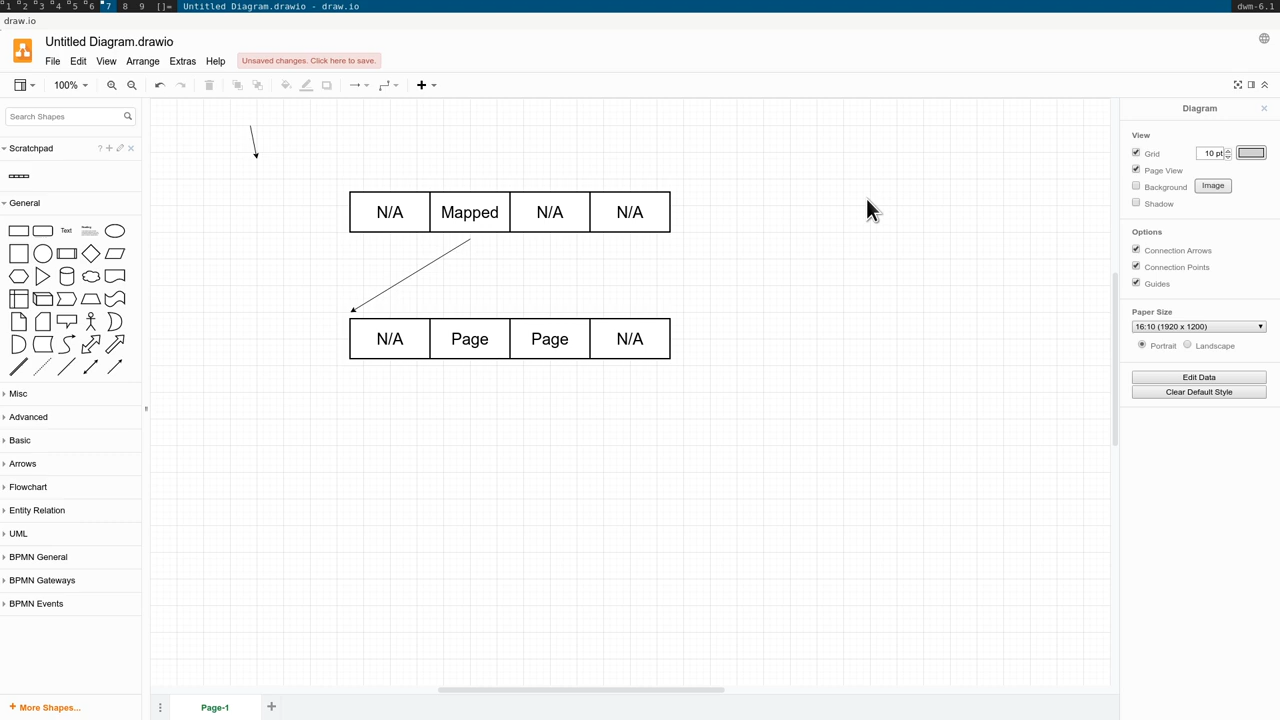 1 2 3 4 5 6 7 8 9 []= Untitled Diagram.drawio - draw.io dwm-6.1
draw.io
Untitled Diagram.drawio
File Edit View Arrange Extras Help Unsaved changes. Click here to save.
100%
Search Shapes
Scratchpad ?
General
Text
Heading
Misc
Advanced
Basic
Arrows
Flowchart
Entity Relation
UML
BPMN General
BPMN Gateways
BPMN Events
+ More Shapes...
N/A Mapped N/A N/A
N/A Page Page N/A
Page-1
Diagram
View
Grid 10 pt
Page View
Background Image
Shadow
Options
Connection Arrows
Connection Points
Guides
Paper Size
16:10 (1920 x 1200)
Portrait Landscape
Edit Data
Clear Default Style